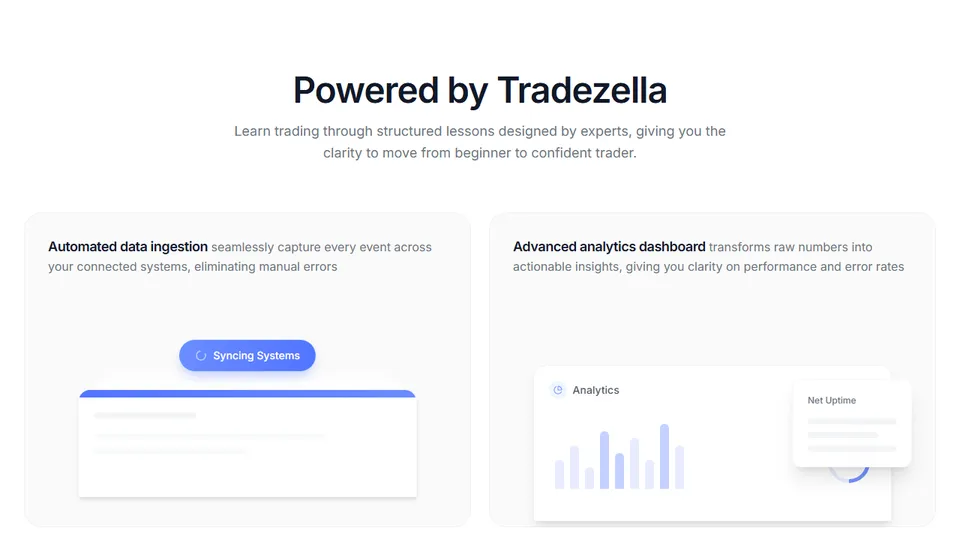 Powered by Tradezella
Learn trading through structured lessons designed by experts, giving you the
clarity to move from beginner to confident trader.
Automated data ingestion seamlessly capture every event across
your connected systems, eliminating manual errors
Syncing Systems
Advanced analytics dashboard transforms raw numbers into
actionable insights, giving you clarity on performance and error rates
Analytics
Net Uptime